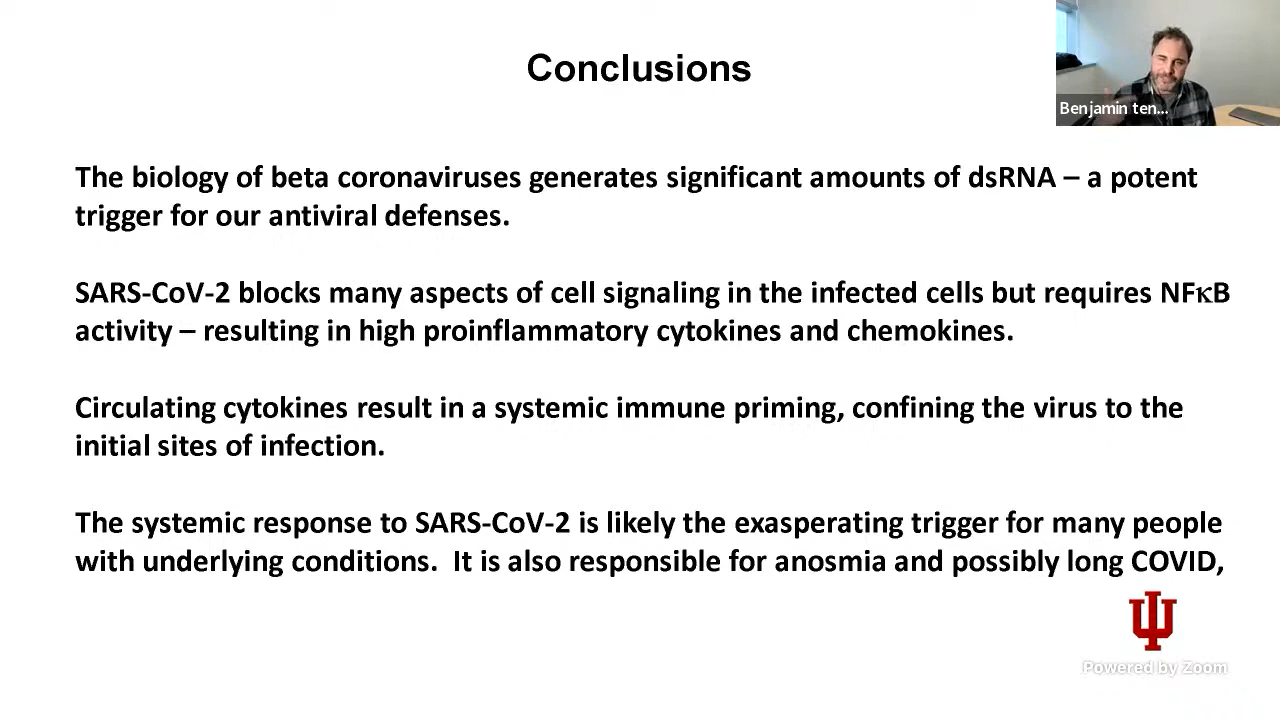 Conclusions
Benjamin ten...
The biology of beta coronaviruses generates significant amounts of dsRNA – a potent
trigger for our antiviral defenses.
SARS-CoV-2 blocks many aspects of cell signaling in the infected cells but requires NFκB
activity – resulting in high proinflammatory cytokines and chemokines.
Circulating cytokines result in a systemic immune priming, confining the virus to the
initial sites of infection.
The systemic response to SARS-CoV-2 is likely the exasperating trigger for many people
with underlying conditions.  It is also responsible for anosmia and possibly long COVID,
Powered by Zoom